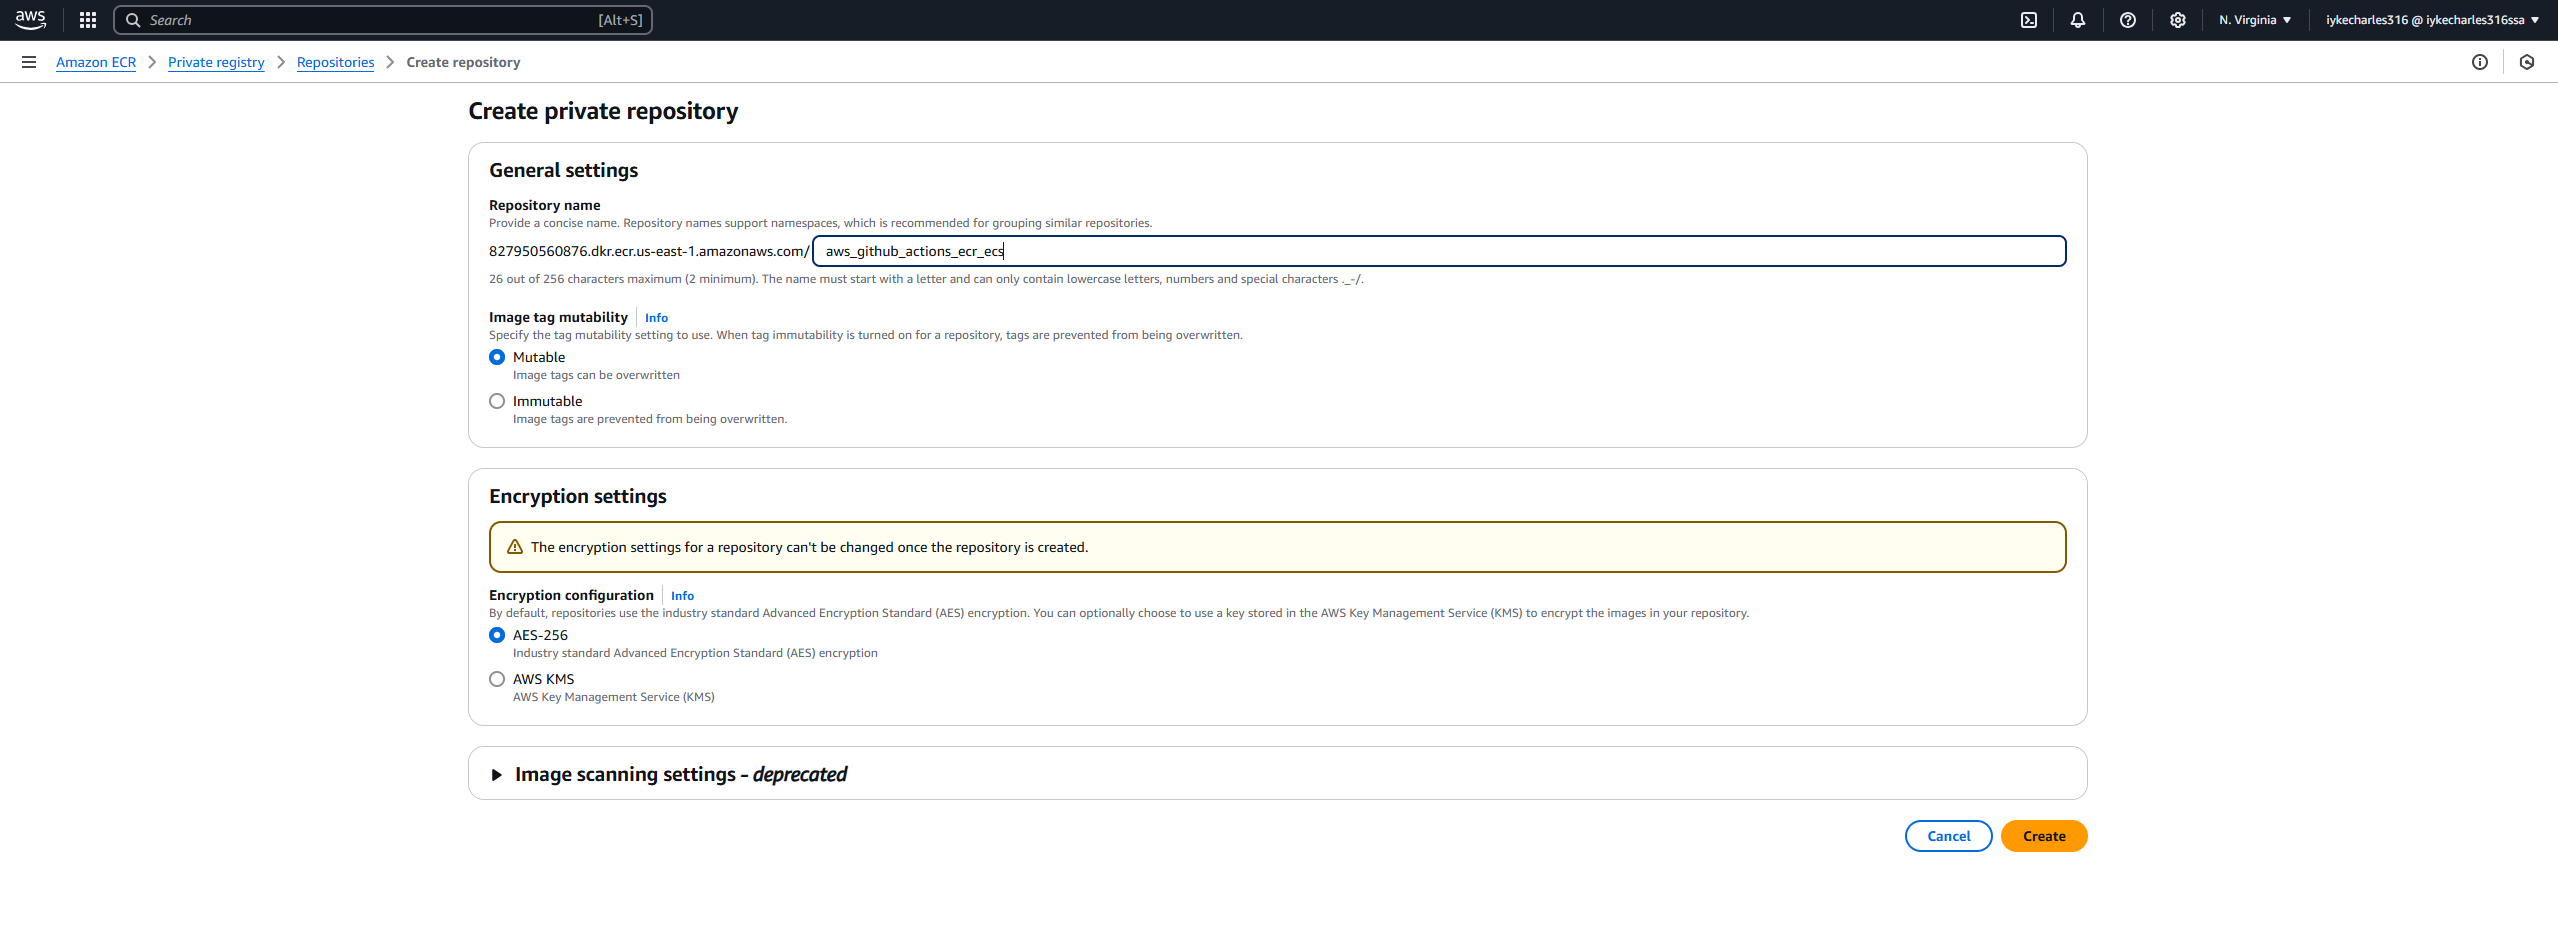 aws
Search [Alt+S]
N. Virginia ▼
iykecharles316 @ iykecharles316ssa ▼
Amazon ECR > Private registry > Repositories > Create repository
Create private repository
General settings
Repository name
Provide a concise name. Repository names support namespaces, which is recommended for grouping similar repositories.
827950560876.dkr.ecr.us-east-1.amazonaws.com/ aws_github_actions_ecr_ecs
26 out of 256 characters maximum (2 minimum). The name must start with a letter and can only contain lowercase letters, numbers and special characters ._-/.
Image tag mutability | Info
Specify the tag mutability setting to use. When tag immutability is turned on for a repository, tags are prevented from being overwritten.
Mutable
Image tags can be overwritten
Immutable
Image tags are prevented from being overwritten.
Encryption settings
The encryption settings for a repository can't be changed once the repository is created.
Encryption configuration | Info
By default, repositories use the industry standard Advanced Encryption Standard (AES) encryption. You can optionally choose to use a key stored in the AWS Key Management Service (KMS) to encrypt the images in your repository.
AES-256
Industry standard Advanced Encryption Standard (AES) encryption
AWS KMS
AWS Key Management Service (KMS)
Image scanning settings - deprecated
Cancel
Create